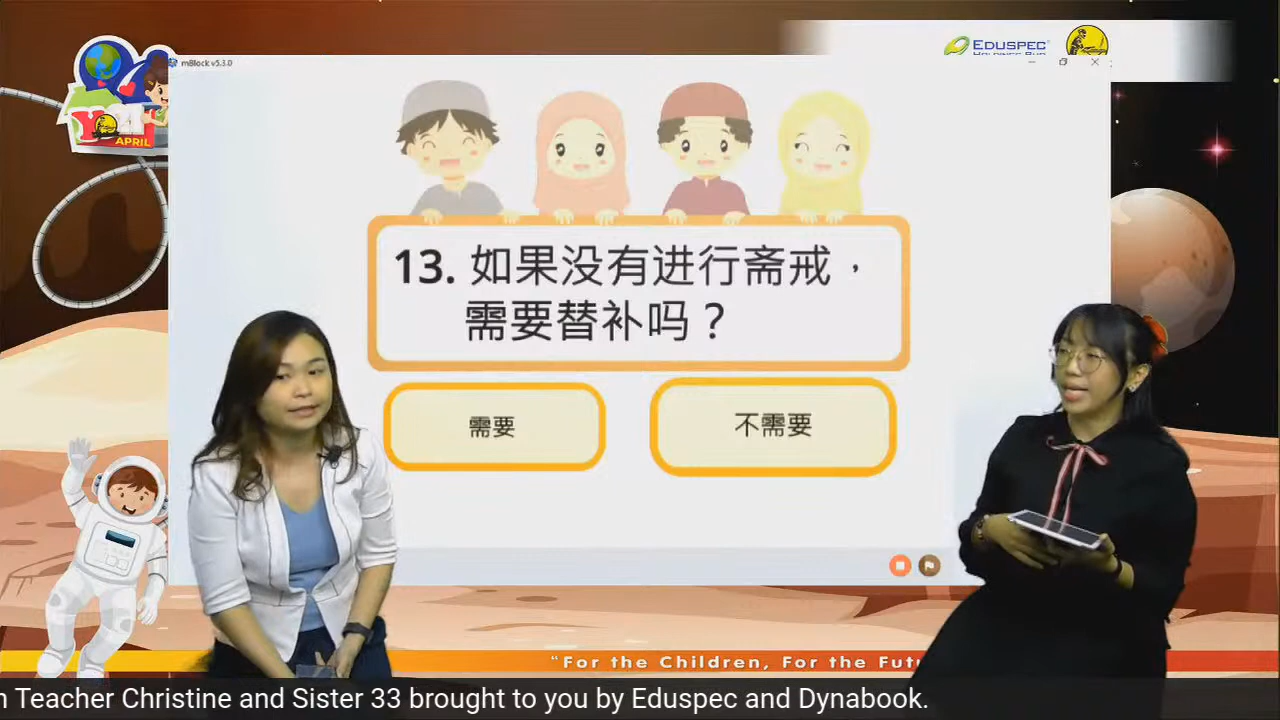 EDUSPEC
mBlock v5.3.0
APRIL
13. 如果没有进行斋戒，
需要替补吗？
需要
不需要
"For the Children, For the Futu
n Teacher Christine and Sister 33 brought to you by Eduspec and Dynabook.